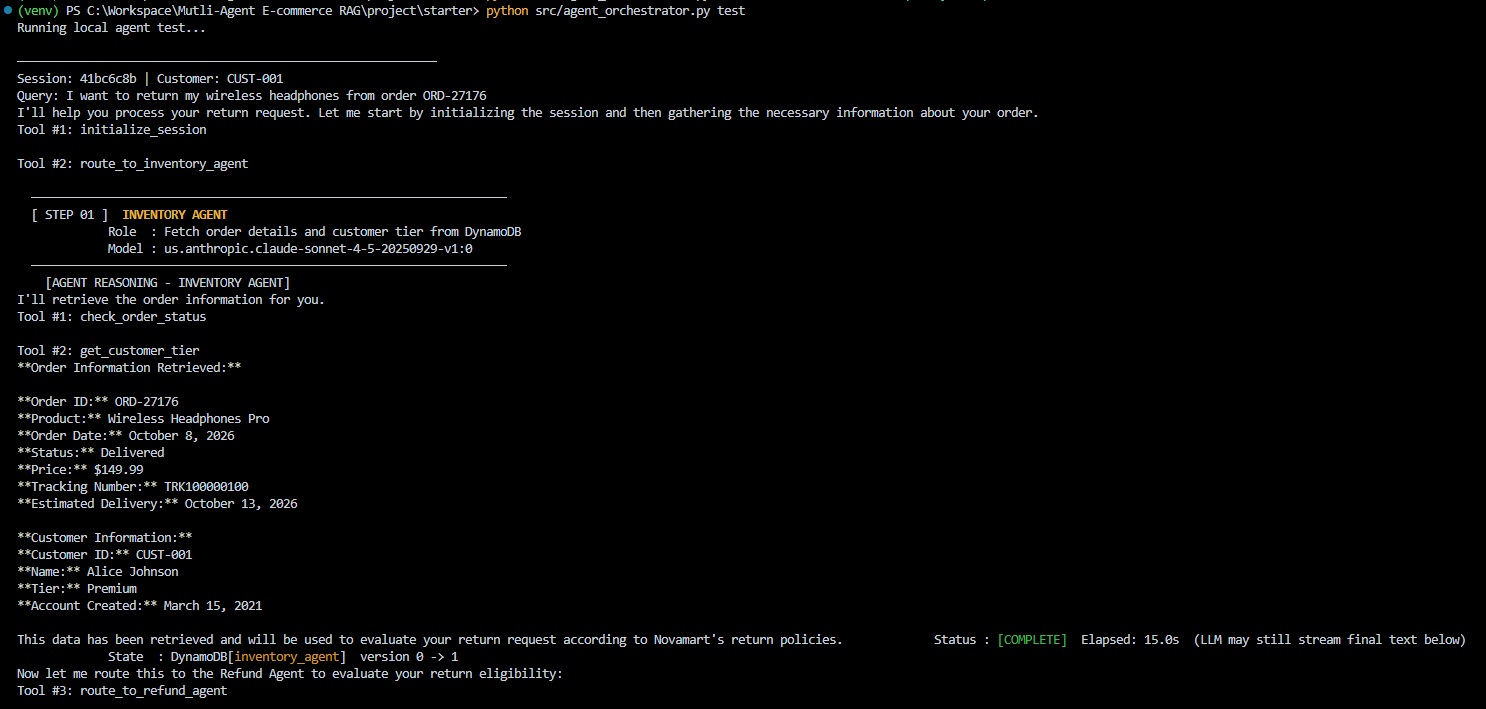 (venv) PS C:\Workspace\Mutli-Agent E-commerce RAG\project\starter> python src/agent_orchestrator.py test
Running local agent test...
Session: 41bc6c8b | Customer: CUST-001
Query: I want to return my wireless headphones from order ORD-27176
I'll help you process your return request. Let me start by initializing the session and then gathering the necessary information about your order.
Tool #1: initialize_session
Tool #2: route_to_inventory_agent
[ STEP 01 ]  INVENTORY AGENT
Role  : Fetch order details and customer tier from DynamoDB
Model : us.anthropic.claude-sonnet-4-5-20250929-v1:0
[AGENT REASONING - INVENTORY AGENT]
I'll retrieve the order information for you.
Tool #1: check_order_status
Tool #2: get_customer_tier
**Order Information Retrieved:**
**Order ID:** ORD-27176
**Product:** Wireless Headphones Pro
**Order Date:** October 8, 2026
**Status:** Delivered
**Price:** $149.99
**Tracking Number:** TRK100000100
**Estimated Delivery:** October 13, 2026
**Customer Information:**
**Customer ID:** CUST-001
**Name:** Alice Johnson
**Tier:** Premium
**Account Created:** March 15, 2021
This data has been retrieved and will be used to evaluate your return request according to Novamart's return policies.             Status : [COMPLETE]  Elapsed: 15.0s  (LLM may still stream final text below)
State  : DynamoDB[inventory_agent]  version 0 -> 1
Now let me route this to the Refund Agent to evaluate your return eligibility:
Tool #3: route_to_refund_agent